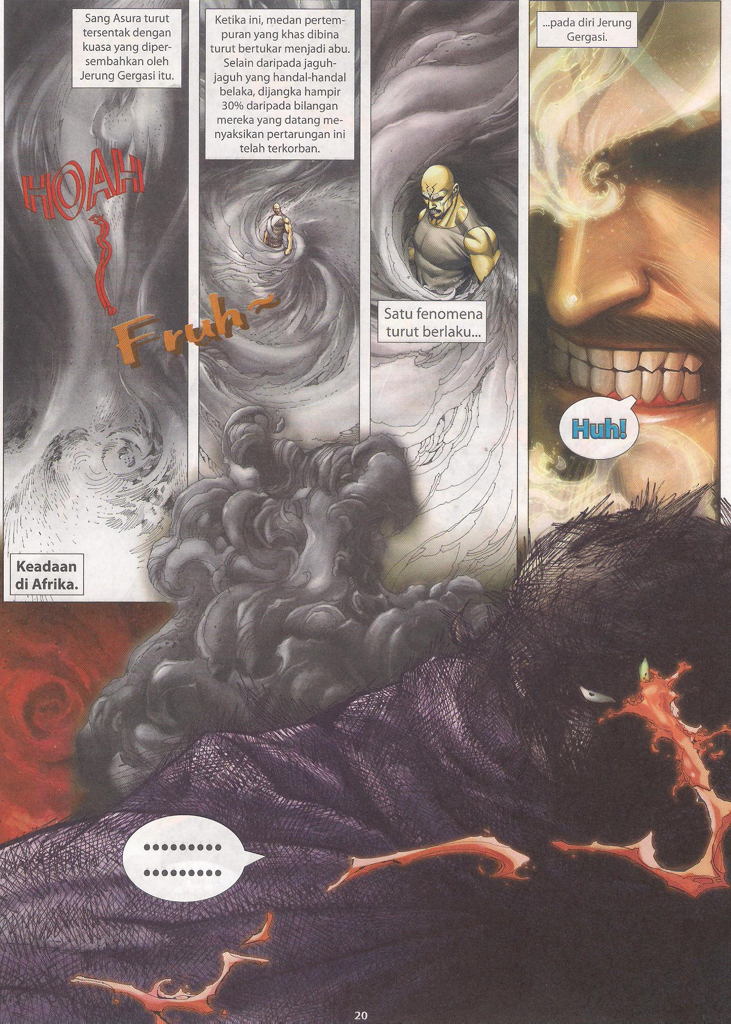 Sang Asura turut
tersentak dengan
kuasa yang diper-
sembahkan oleh
Jerung Gergasi itu.
HOAH
Ketika ini, medan pertem-
puran yang khas dibina
turut bertukar menjadi abu.
Selain daripada jaguh-
jaguh yang handal-handal
belaka, dijangka hampir
30% daripada bilangan
mereka yang datang me-
nyaksikan pertarungan ini
telah terkorban.
Fruh~
Satu fenomena
turut berlaku...
...pada diri Jerung
Gergasi.
Huh!
Keadaan
di Afrika.
.........
.........
20